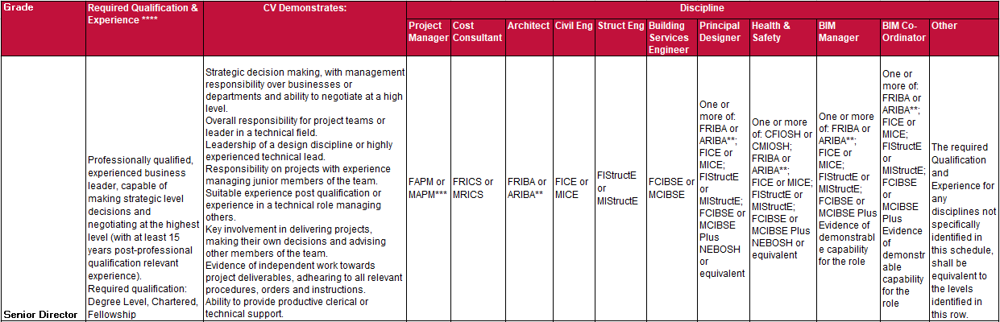 Grade
Required Qualification &
Experience ****
CV Demonstrates:
Discipline
Project
Manager
Cost
Consultant
Architect
Civil Eng
Struct Eng
Building
Services
Engineer
Principal
Designer
Health &
Safety
BIM
Manager
BIM Co-
Ordinator
Other
Senior Director
Professionally qualified,
experienced business
leader, capable of
making strategic level
decisions and
negotiating at the highest
level (with at least 15
years post-professional
qualification relevant
experience).
Required qualification:
Degree Level, Chartered,
Fellowship
Strategic decision making, with management
responsibility over businesses or
departments and ability to negotiate at a high
level.
Overall responsibility for project teams or
leader in a technical field.
Leadership of a design discipline or highly
experienced technical lead.
Responsibility on projects with experience
managing junior members of the team.
Suitable experience post qualification or
experience in a technical role managing
others.
Key involvement in delivering projects,
making their own decisions and advising
other members of the team.
Evidence of independent work towards
project deliverables, adhearing to all relevant
procedures, orders and instructions.
Ability to provide productive clerical or
technical support.
FAPM or
MAPM***
FRICS or
MRICS
FRIBA or
ARIBA**
FICE or
MICE
FIStructE
or
MIStructE
FCIBSE or
MCIBSE
One or
more of:
FRIBA or
ARIBA**;
FICE or
MICE;
FIStructE
or
MIStructE;
FCIBSE or
MCIBSE
Plus
NEBOSH
or
equivalent
One or more
of: CFIOSH or
CMIOSH;
FRIBA or
ARIBA**;
FICE or MICE;
FIStructE or
MIStructE;
FCIBSE or
MCIBSE Plus
NEBOSH or
equivalent
One or more
of: FRIBA or
ARIBA**;
FICE or
MICE;
FIStructE or
MIStructE;
FCIBSE or
MCIBSE Plus
Evidence of
demonstrabl
e capability
for the role
One or
more of:
FRIBA or
ARIBA**;
FICE or
MICE;
FIStructE
or
MIStructE;
FCIBSE
or
MCIBSE
Plus
Evidence
of
demonstr
able
capability
for the
role
The required
Qualification
and
Experience for
any
disciplines not
specifically
identified in
this schedule,
shall be
equivalent to
the levels
identified in
this row.